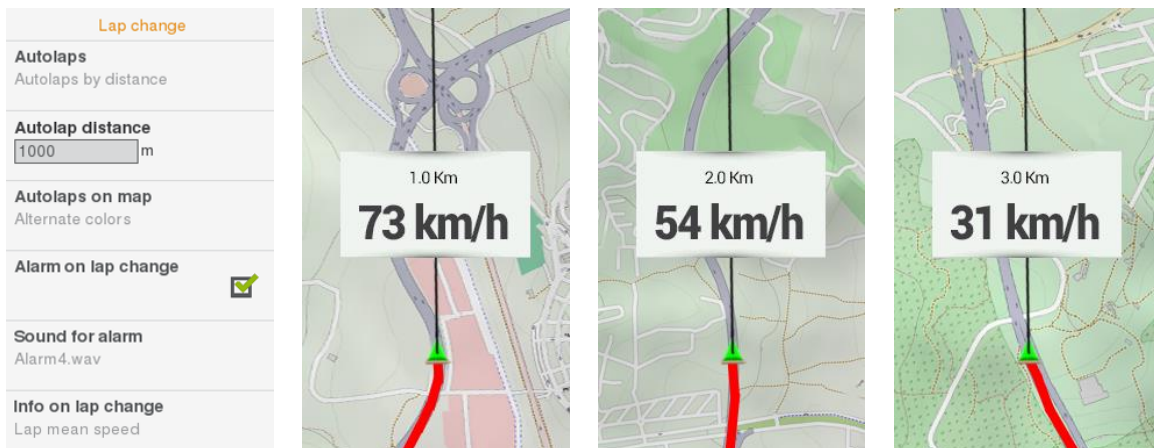 Lap change
Autolaps
Autolaps by distance
Autolap distance
1000 m
Autolaps on map
Alternate colors
Alarm on lap change
Sound for alarm
Alarm4.wav
Info on lap change
Lap mean speed
1.0 Km
73 km/h
2.0 Km
54 km/h
3.0 Km
31 km/h